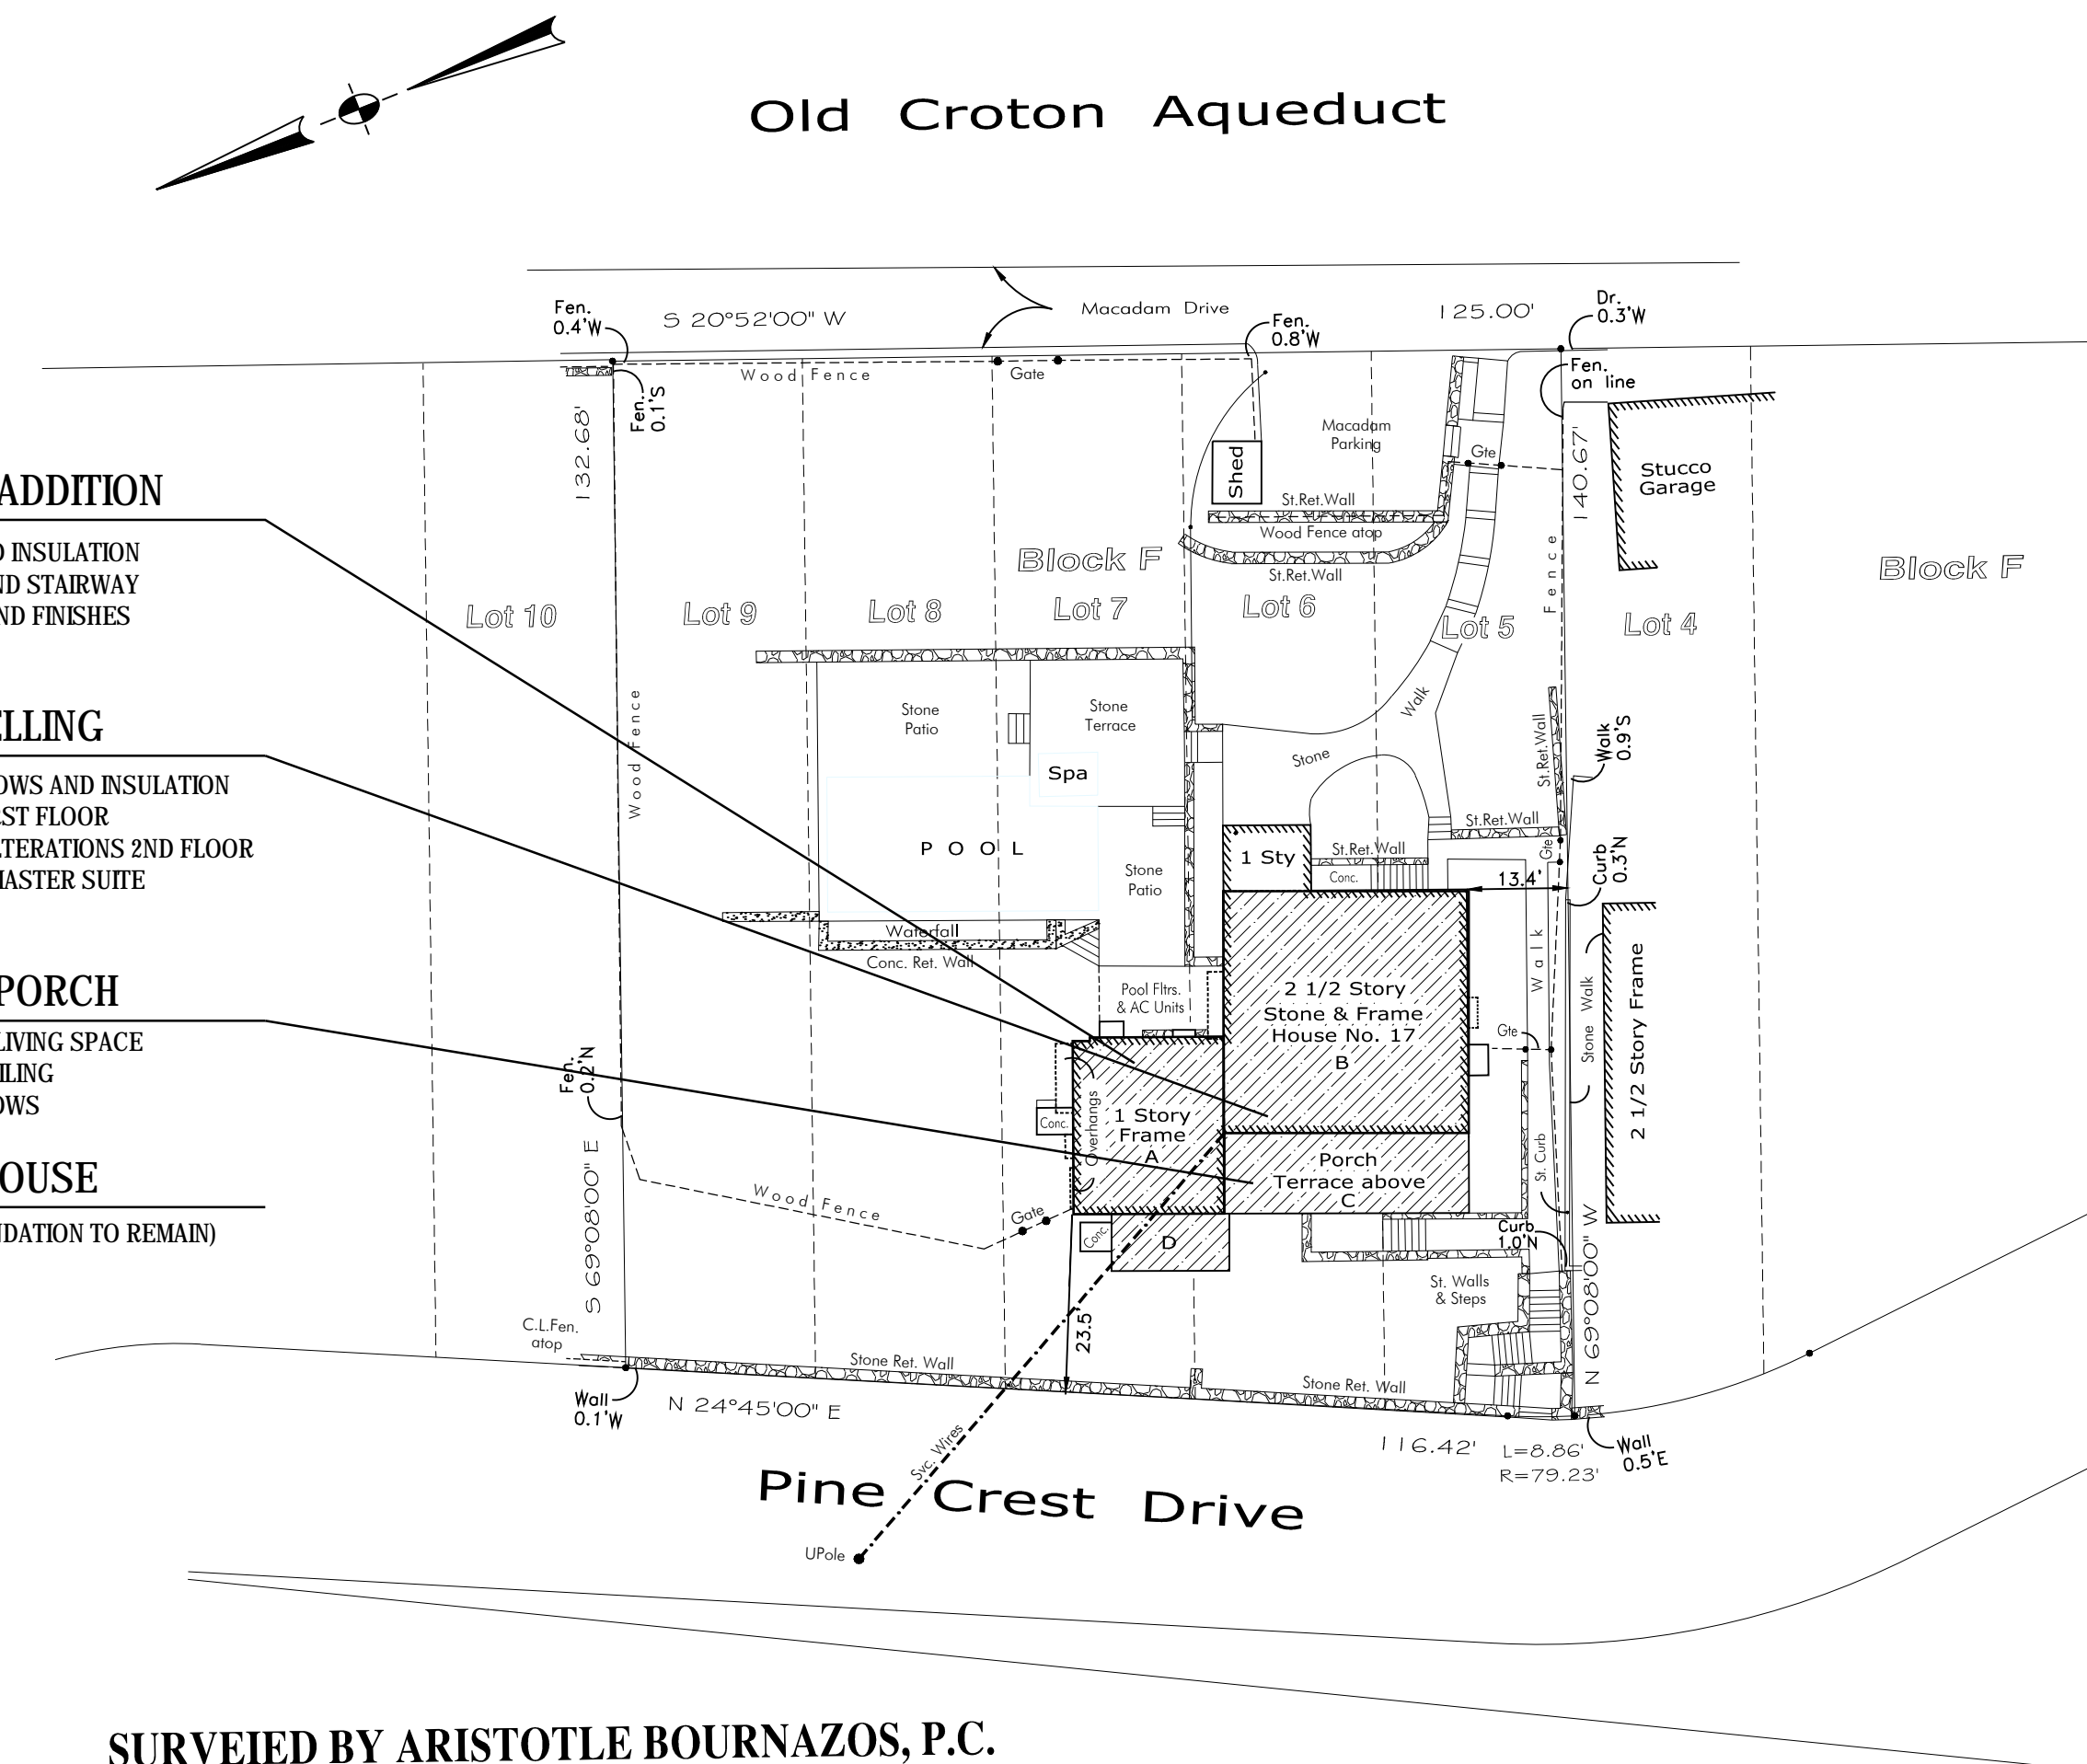 Old Croton Aqueduct
Fen.
0.4'W
S 20°52'00" W
Macadam Drive
Fen.
0.8'W
125.00'
Dr.
0.3'W
Wood Fence
Gate
Fen.
on line
Fen.
0.1'S
132.68'
Macadam
Parking
Gte
140.67'
Stucco
Garage
Shed
St.Ret.Wall
Wood Fence atop
St.Ret.Wall
Fence
ADDITION
INSULATION
ND STAIRWAY
ND FINISHES
Block F
Block F
Lot 10
Lot 9
Lot 8
Lot 7
Lot 6
Lot 5
Lot 4
Wood Fence
Stone
Patio
Stone
Terrace
Walk
Stone
St.Ret.Wall
Walk
0.9'S
ELLING
OWS AND INSULATION
RST FLOOR
LTERATIONS 2ND FLOOR
MASTER SUITE
Spa
POOL
Stone
Patio
1 Sty
St.Ret.Wall
St.Ret.Wall
Conc.
Gte
13.4'
Curb
0.3'N
Waterfall
Conc. Ret. Wall
Walk
Stone Walk
2 1/2 Story Frame
Pool Fltrs.
& AC Units
2 1/2 Story
Stone & Frame
House No. 17
B
Gte
PORCH
LIVING SPACE
ILING
OWS
Fen.
0.2'N
Conc.
Overhangs
1 Story
Frame
A
Porch
Terrace above
C
St. Curb
Wood Fence
Gate
Conc.
D
Curb
1.0'N
OUSE
NDATION TO REMAIN)
S 69°08'00" E
St. Walls
& Steps
N 69°08'00" W
C.L.Fen.
atop
23.5'
Stone Ret. Wall
Stone Ret. Wall
Wall
0.1'W
N 24°45'00" E
116.42'
L=8.86'
R=79.23'
Wall
0.5'E
Svc. Wires
Pine Crest Drive
UPole
SURVEIED BY ARISTOTLE BOURNAZOS, P.C.